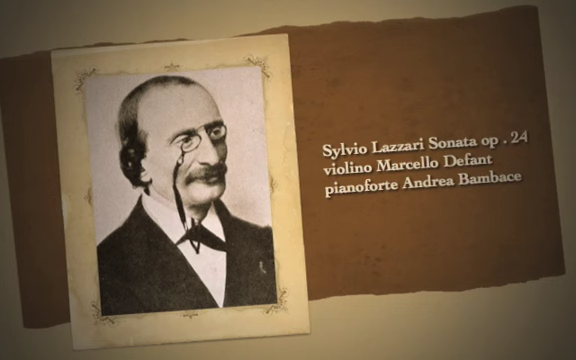 Sylvio Lazzari Sonata op . 24
violino Marcello Defant
pianoforte Andrea Bambace